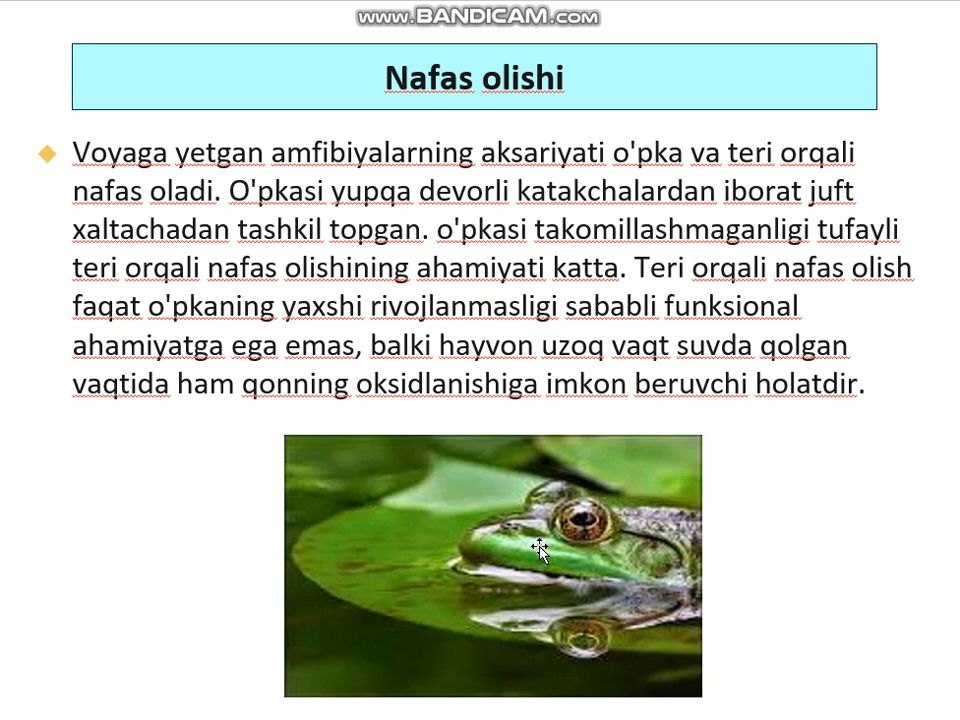 www.BANDICAM.com
Nafas olishi
Voyaga yetgan amfibiyalarning aksariyati o'pka va teri orqali
nafas oladi. O'pkasi yupqa devorli katakchalardan iborat juft
xaltachadan tashkil topgan. o'pkasi takomillashmaganligi tufayli
teri orqali nafas olishining ahamiyati katta. Teri orqali nafas olish
faqat o'pkaning yaxshi rivojlanmasligi sababli funksional
ahamiyatga ega emas, balki hayvon uzoq vaqt suvda qolgan
vaqtida ham qonning oksidlanishiga imkon beruvchi holatdir.